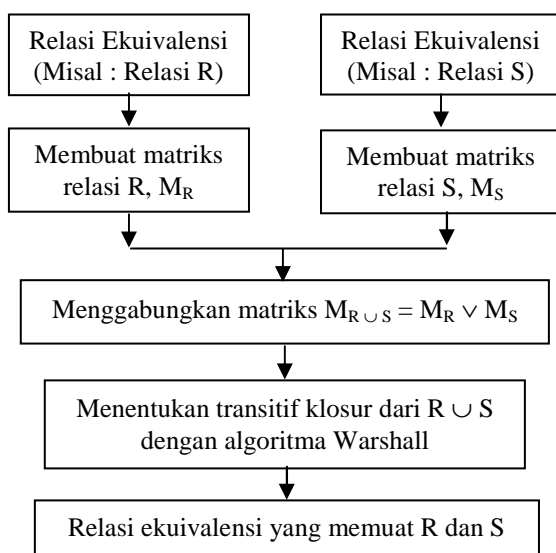 Relasi Ekuivalensi
(Misal : Relasi R)
Relasi Ekuivalensi
(Misal : Relasi S)
Membuat matriks
relasi R, M_R
Membuat matriks
relasi S, M_S
Menggabungkan matriks M_{R ∪ S} = M_R ∨ M_S
Menentukan transitif klosur dari R ∪ S
dengan algoritma Warshall
Relasi ekuivalensi yang memuat R dan S